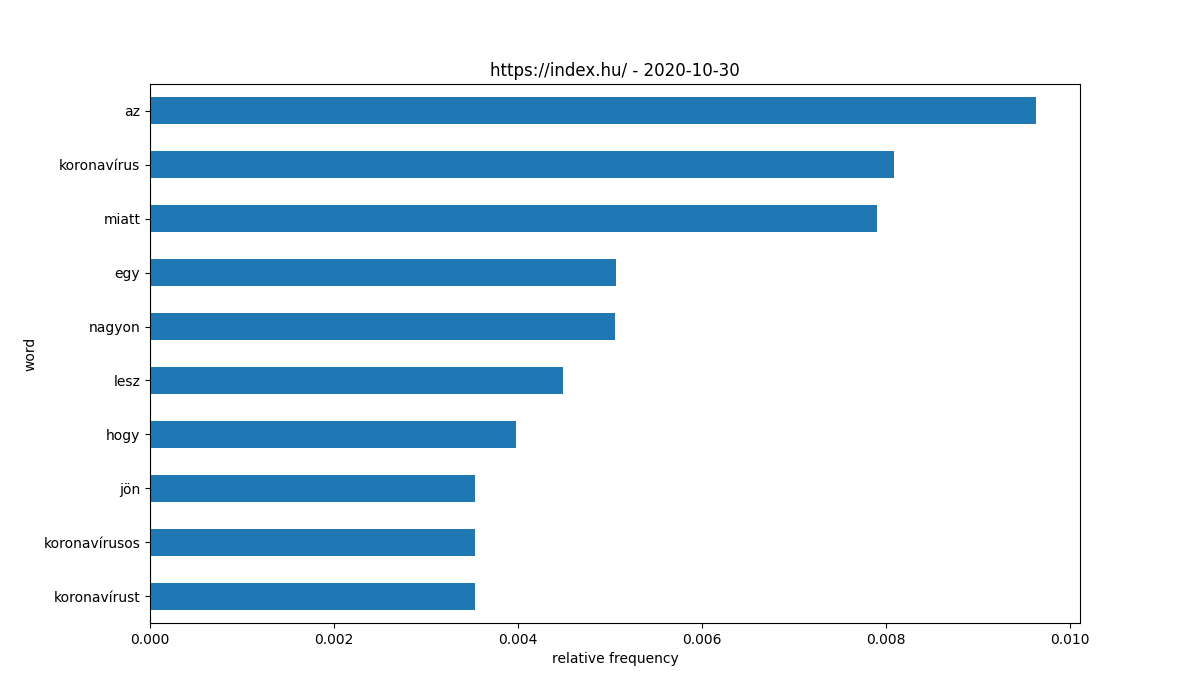 https://index.hu/ - 2020-10-30
az
koronavírus
miatt
egy
nagyon
lesz
hogy
jön
koronavírusos
koronavírust
word
0.000 0.002 0.004 0.006 0.008 0.010
relative frequency